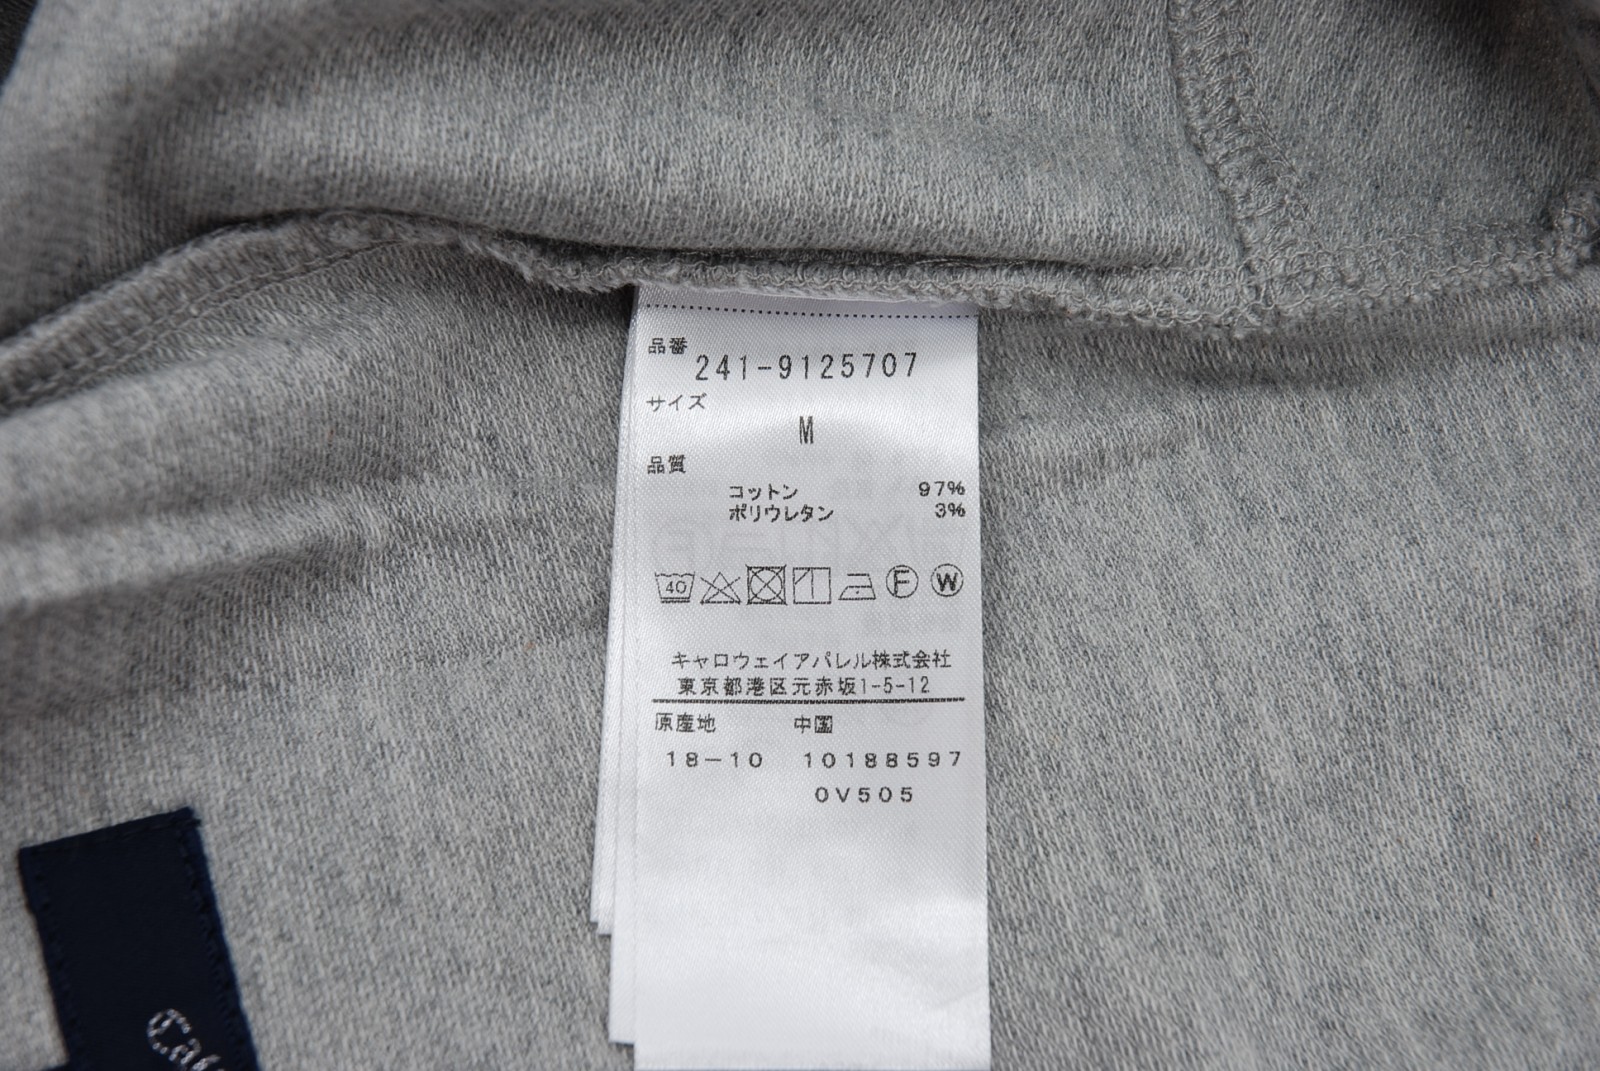 品番
241-9125707
サイズ
M
品質
コットン 97%
ポリウレタン 3%
40 F W
キャロウェイアパレル株式会社
東京都港区元赤坂1-5-12
原産地 中国
18-10 10188597
0V505